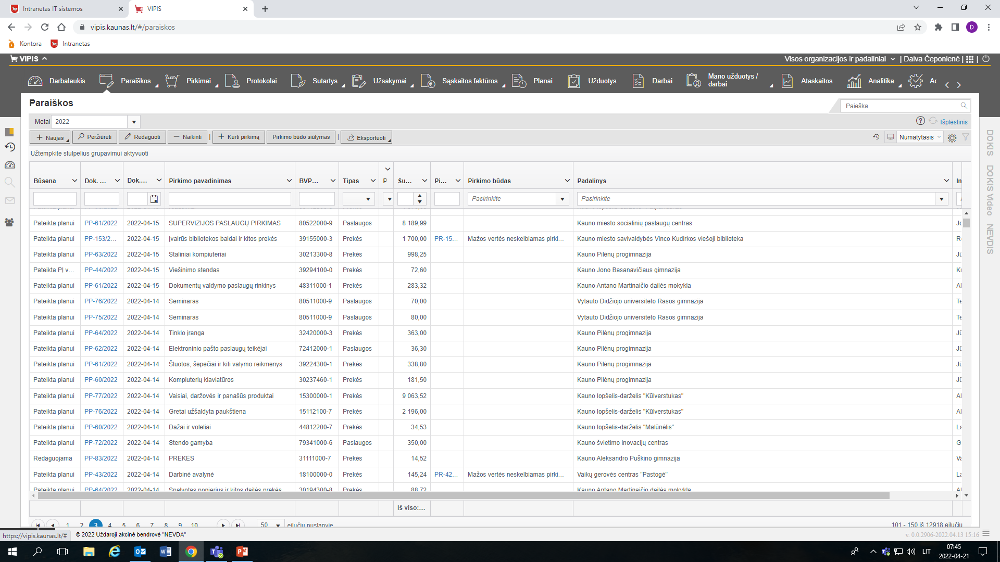 Intranetas IT sistemos
VIPIS
vipis.kaunas.lt/#/paraiskos
D
Kontora
Intranetas
VIPIS
Visos organizacijos ir padaliniai | Daiva Čeponienė |
Darbalaukis Paraiškos Pirkimai Protokolai Sutartys Užsakymai Sąskaitos faktūros Planai Užduotys Darbai Mano užduotys / darbai Ataskaitos Analitika
Paraiškos
Paieška
Metai 2022
Išplėstinis
Naujas Peržiūrėti Redaguoti Naikinti | Kurti pirkimą Pirkimo būdo siūlymas | Eksportuoti
Numatytasis
Užtempkite stulpelius grupavimui aktyvuoti
Būsena Dok. ... Dok.... Pirkimo pavadinimas BVP... Tipas P Su... Pi... Pirkimo būdas Padalinys In
Pasirinkite Pasirinkite
Pateikta planui PP-61/2022 2022-04-15 SUPERVIZIJOS PASLAUGŲ PIRKIMAS 80522000-9 Paslaugos 8 189,99 Kauno miesto socialinių paslaugų centras Jo
Pateikta planui PP-153/2... 2022-04-15 Įvairūs bibliotekos baldai ir kitos prekės 39155000-3 Prekės 1 700,00 PR-15... Mažos vertės neskelbiamas pirki... Kauno miesto savivaldybės Vinco Kudirkos viešoji biblioteka R
Pateikta planui PP-63/2022 2022-04-15 Staliniai kompiuteriai 30213300-8 Prekės 998,25 Kauno Pilėnų progimnazija Jū
Pateikta PĮ v... PP-44/2022 2022-04-15 Viešinimo stendas 39294100-0 Prekės 72,60 Kauno Jono Basanavičiaus gimnazija Kr
Pateikta planui PP-61/2022 2022-04-15 Dokumentų valdymo paslaugų rinkinys 48311000-1 Prekės 283,32 Kauno Antano Martinaičio dailės mokykla Al
Pateikta planui PP-76/2022 2022-04-14 Seminaras 80511000-9 Paslaugos 70,00 Vytauto Didžiojo universiteto Rasos gimnazija Te
Pateikta planui PP-75/2022 2022-04-14 Seminaras 80511000-9 Paslaugos 80,00 Vytauto Didžiojo universiteto Rasos gimnazija Te
Pateikta planui PP-64/2022 2022-04-14 Tinklo įranga 32420000-3 Prekės 363,00 Kauno Pilėnų progimnazija Jū
Pateikta planui PP-62/2022 2022-04-14 Elektroninio pašto paslaugų teikėjai 72412000-1 Paslaugos 36,30 Kauno Pilėnų progimnazija Jū
Pateikta planui PP-61/2022 2022-04-14 Šluotos, šepečiai ir kiti valymo reikmenys 39224300-1 Prekės 338,80 Kauno Pilėnų progimnazija Jū
Pateikta planui PP-60/2022 2022-04-14 Kompiuterių klaviatūros 30237460-1 Prekės 181,50 Kauno Pilėnų progimnazija Jū
Pateikta planui PP-77/2022 2022-04-14 Vaisiai, daržovės ir panašūs produktai 15300000-1 Prekės 9 063,52 Kauno lopšelis-darželis "Kūlverstukas" Al
Pateikta planui PP-76/2022 2022-04-14 Gretai užšaldyta paukštiena 15112100-7 Prekės 2 196,00 Kauno lopšelis-darželis "Kūlverstukas" Al
Pateikta planui PP-60/2022 2022-04-14 Dažai ir voleliai 44812200-7 Prekės 34,53 Kauno lopšelis-darželis "Malūnėlis" La
Pateikta planui PP-72/2022 2022-04-14 Stendo gamyba 79341000-6 Paslaugos 350,00 Kauno švietimo inovacijų centras G
Redaguojama PP-83/2022 2022-04-14 PREKĖS 31111000-7 Prekės 14,52 Kauno Aleksandro Puškino gimnazija Va
Pateikta planui PP-43/2022 2022-04-14 Darbinė avalynė 18100000-0 Prekės 145,24 PR-42... Mažos vertės neskelbiamas pirki... Vaikų gerovės centras "Pastogė" La
Pateikta planui PP-64/2022 2022-04-14 Spalvotas popierius ir kitos dailės prekės 30194300-8 Prekės 88,72 Kauno Antano Martinaičio dailės mokykla Al
Iš viso:...
1 2 3 4 5 6 7 8 9 10 50 eilučių puslapyje 101 - 150 iš 12918 eilučių
https://vipis.kaunas.lt/# © 2022 Uždaroji akcinė bendrovė "NEVDA" v. 0.0.2906-2022.04.13 15:16
DOKIS
DOKIS Video
NEVDIS
LIT
07:45
2022-04-21